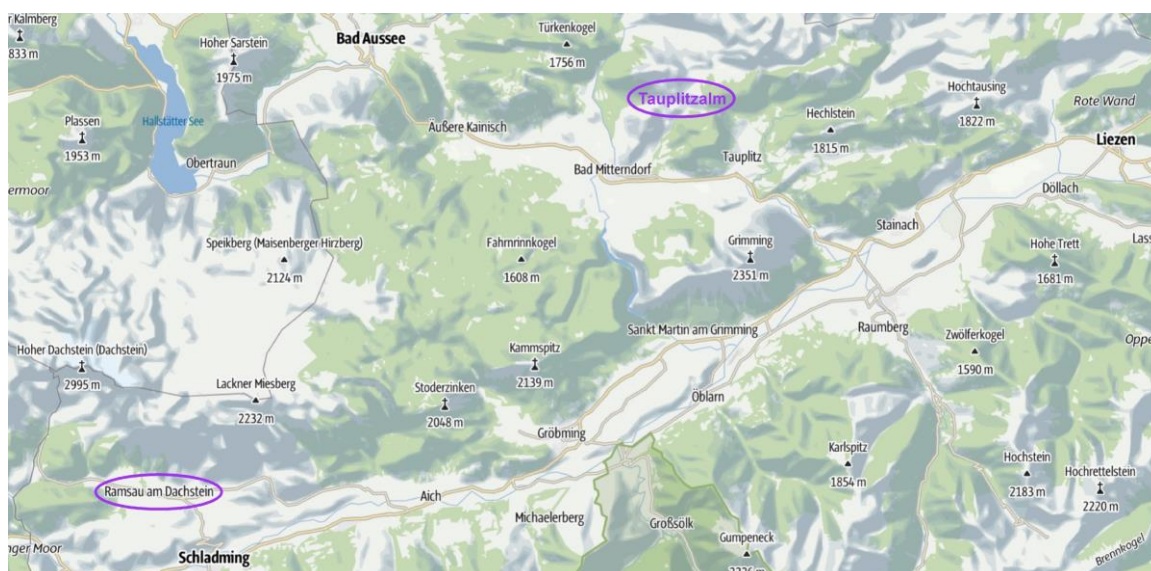 r Kalmberg
833 m
Hoher Sarstein
1975 m
Bad Aussee
Türkenkogel
1756 m
Tauplitzalm
Hochtausing
1822 m
Rote Wand
Plassen
1953 m
Hallstätter See
Äußere Kainisch
Hechlstein
1815 m
Liezen
Obertraun
Bad Mitterndorf
Tauplitz
ermoor
Döllach
Stainach
Speikberg (Maisenberger Hirzberg)
2124 m
Fahrnrinnkogel
1608 m
Grimming
2351 m
Hohe Trett
1681 m
Lass
Sankt Martin am Grimming
Raumberg
Zwölferkogel
1590 m
Oppe
Hoher Dachstein (Dachstein)
2995 m
Kammspitz
2139 m
Lackner Miesberg
2232 m
Stoderzinken
2048 m
Öblarn
Gröbming
Karlspitz
1854 m
Hochstein
2183 m
Hochrettelstein
2220 m
Ramsau am Dachstein
Aich
Michaelerberg
Großsölk
Gumpeneck
nger Moor
Schladming
Brennkogel